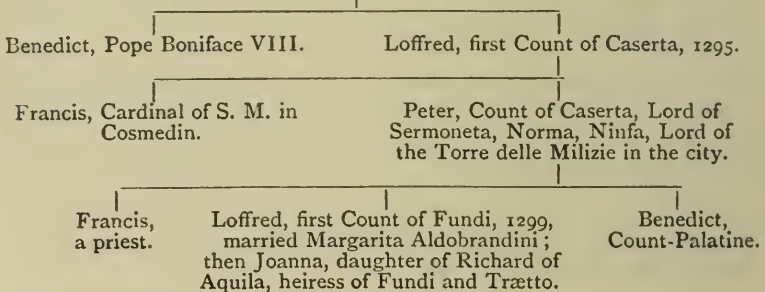 Benedict, Pope Boniface VIII.
Loffred, first Count of Caserta, 1295.
Francis, Cardinal of S. M. in
Cosmedin.
Peter, Count of Caserta, Lord of
Sermoneta, Norma, Ninfa, Lord of
the Torre delle Milizie in the city.
Francis,
a priest.
Loffred, first Count of Fundi, 1299,
married Margarita Aldobrandini;
then Joanna, daughter of Richard of
Aquila, heiress of Fundi and Trætto.
Benedict,
Count-Palatine.